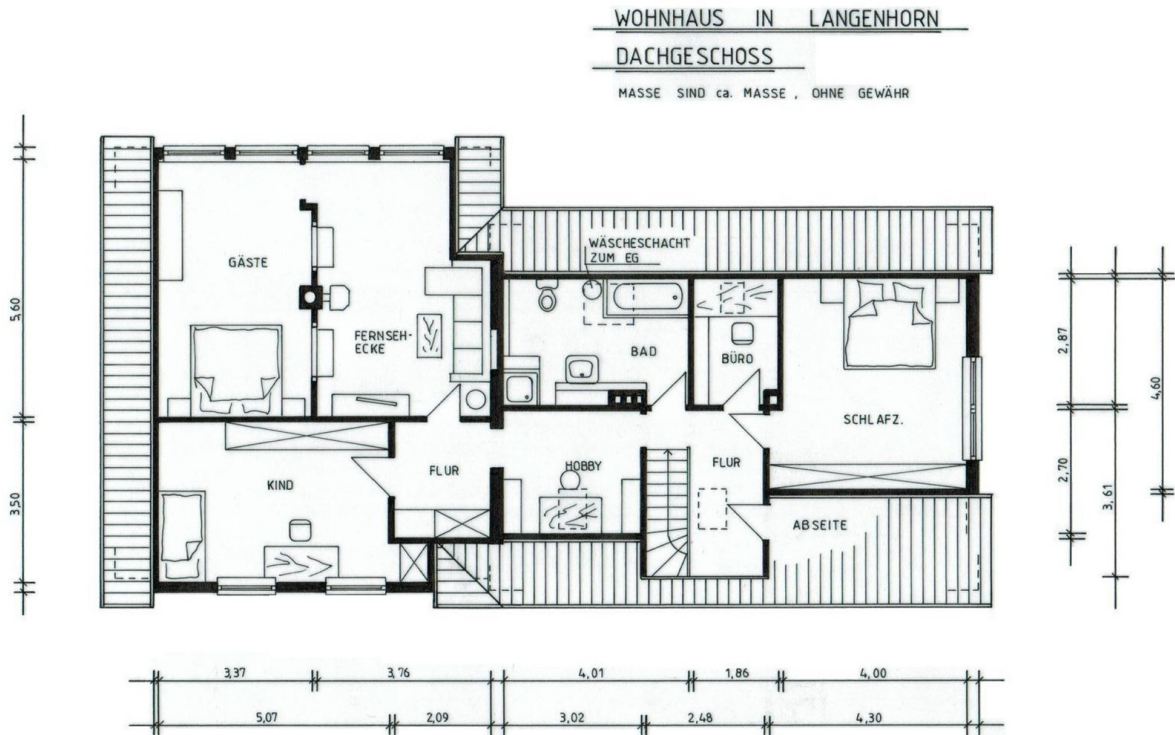 WOHNHAUS IN LANGENHORN
DACHGESCHOSS
MASSE SIND ca. MASSE , OHNE GEWÄHR
WÄSCHESCHACHT
ZUM EG
GÄSTE
FERNSEH-
ECKE
BAD
BÜRO
SCHLAFZ.
KIND
FLUR
HOBBY
FLUR
ABSEITE
5,60
3,50
2,87
4,60
2,70
3,61
3,37
3,76
4,01
1,86
4,00
5,07
2,09
3,02
2,48
4,30